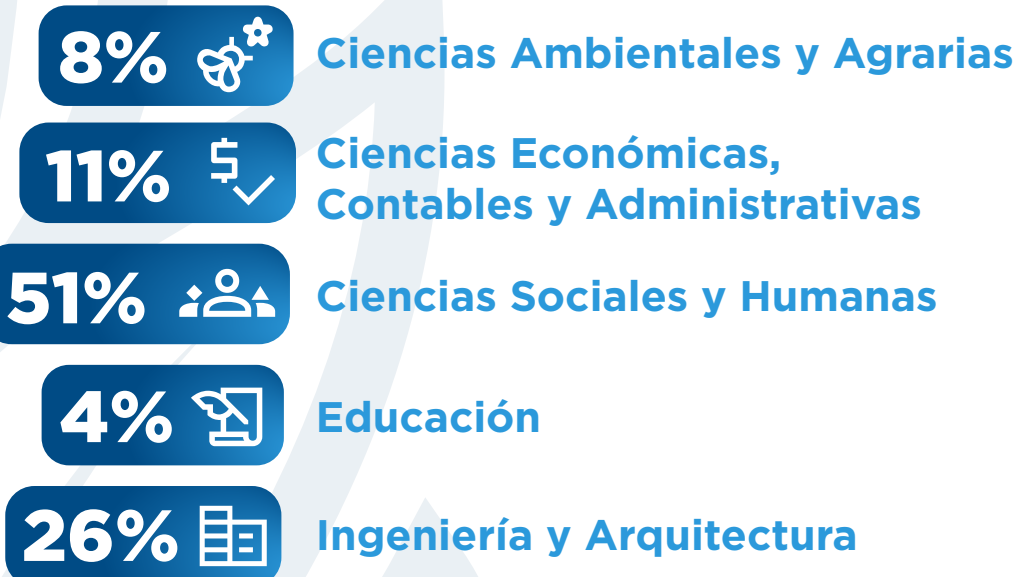 8% Ciencias Ambientales y Agrarias
11% Ciencias Económicas,
Contables y Administrativas
51% Ciencias Sociales y Humanas
4% Educación
26% Ingeniería y Arquitectura